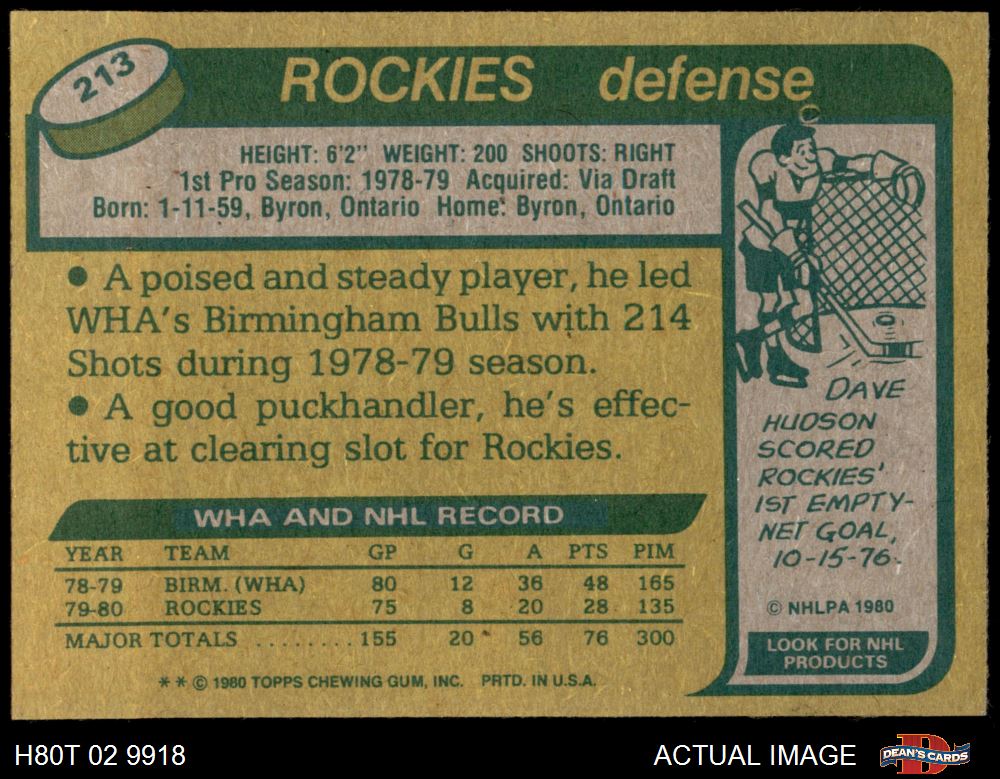 213
ROCKIES defense
HEIGHT: 6'2" WEIGHT: 200 SHOOTS: RIGHT
1st Pro Season: 1978-79 Acquired: Via Draft
Born: 1-11-59, Byron, Ontario Home: Byron, Ontario
● A poised and steady player, he led
WHA's Birmingham Bulls with 214
Shots during 1978-79 season.
● A good puckhandler, he's effec-
tive at clearing slot for Rockies.
WHA AND NHL RECORD
YEAR TEAM GP G A PTS PIM
78-79 BIRM. (WHA) 80 12 36 48 165
79-80 ROCKIES 75 8 20 28 135
MAJOR TOTALS ........ 155 20 56 76 300
** © 1980 TOPPS CHEWING GUM, INC. PRTD. IN U.S.A.
DAVE
HUDSON
SCORED
ROCKIES'
1ST EMPTY-
NET GOAL,
10-15-76.
© NHLPA 1980
LOOK FOR NHL
PRODUCTS
H80T 02 9918
ACTUAL IMAGE
D
DEAN'S CARDS